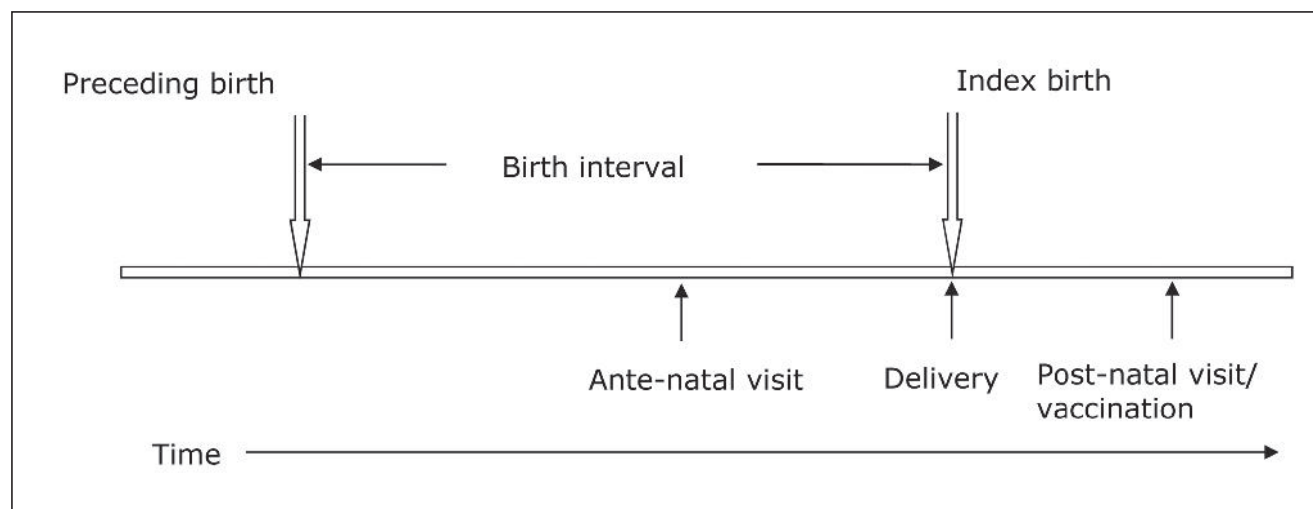 Preceding birth
Index birth
Birth interval
Ante-natal visit
Delivery
Post-natal visit/
vaccination
Time